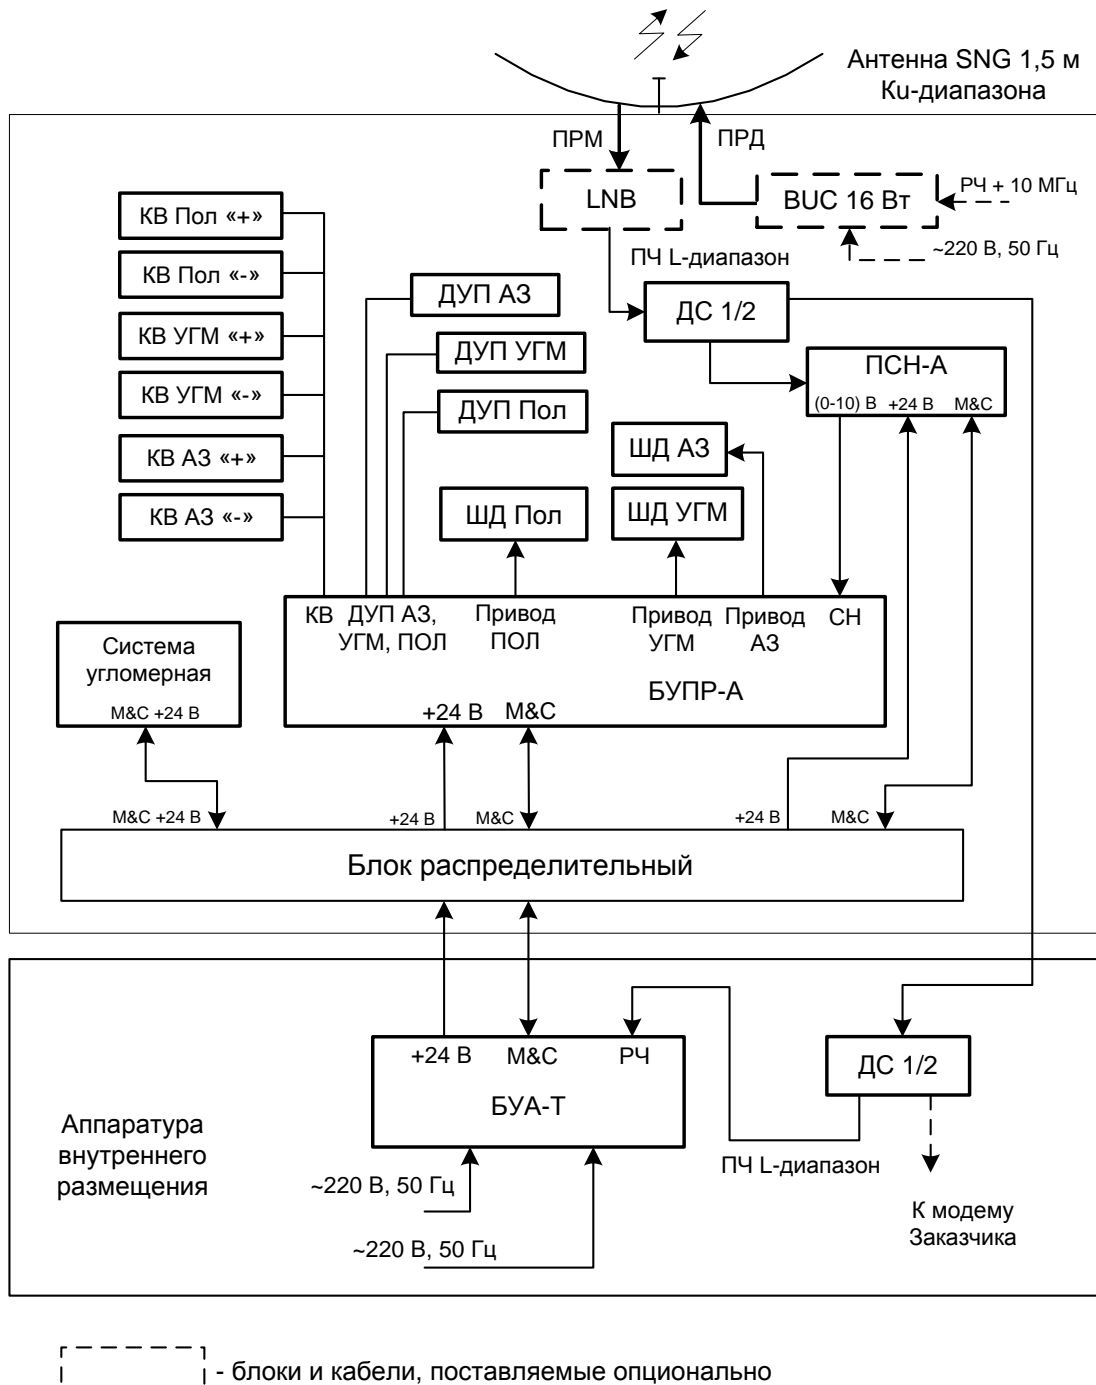 Антенна SNG 1,5 м
Ku-диапазона
ПРМ
ПРД
LNB
BUC 16 Вт
РЧ + 10 МГц
~220 В, 50 Гц
КВ Пол «+»
КВ Пол «-»
КВ УГМ «+»
КВ УГМ «-»
КВ АЗ «+»
КВ АЗ «-»
ПЧ L-диапазон
ДУП АЗ
ДУП УГМ
ДУП Пол
ДС 1/2
ПСН-А
(0-10) В +24 В M&C
ШД АЗ
ШД Пол
ШД УГМ
КВ
ДУП АЗ,
УГМ, ПОЛ
Привод
ПОЛ
Привод
УГМ
Привод
АЗ
СН
БУПР-А
+24 В M&C
Система
угломерная
M&C +24 В
M&C +24 В
+24 В
M&C
+24 В
M&C
Блок распределительный
+24 В M&C РЧ
БУА-Т
ДС 1/2
Аппаратура
внутреннего
размещения
~220 В, 50 Гц
~220 В, 50 Гц
ПЧ L-диапазон
К модему
Заказчика
- блоки и кабели, поставляемые опционально